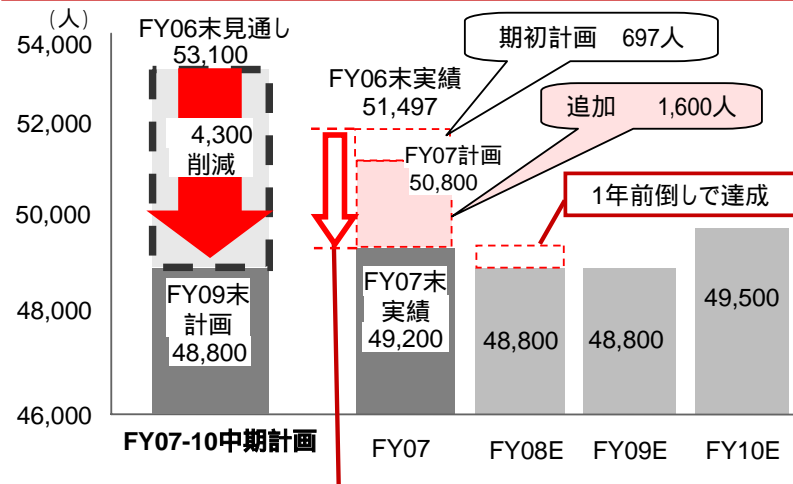 (人)
54,000
52,000
50,000
48,000
46,000
FY06末見通し
53,100
4,300
削減
FY09末
計画
48,800
FY07-10中期計画
FY06末実績
51,497
期初計画 697人
追加 1,600人
FY07計画
50,800
1年前倒しで達成
FY07末
実績
49,200
48,800
48,800
49,500
FY07
FY08E
FY09E
FY10E